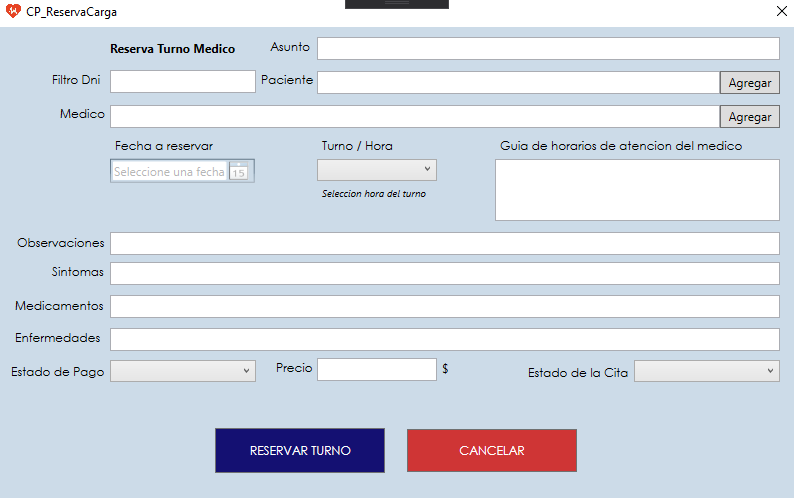 CP_ReservaCarga
Reserva Turno Medico
Asunto
Filtro Dni
Paciente
Agregar
Medico
Agregar
Fecha a reservar
Turno / Hora
Guia de horarios de atencion del medico
Seleccione una fecha 15
Seleccion hora del turno
Observaciones
Sintomas
Medicamentos
Enfermedades
Estado de Pago
Precio
$
Estado de la Cita
RESERVAR TURNO
CANCELAR